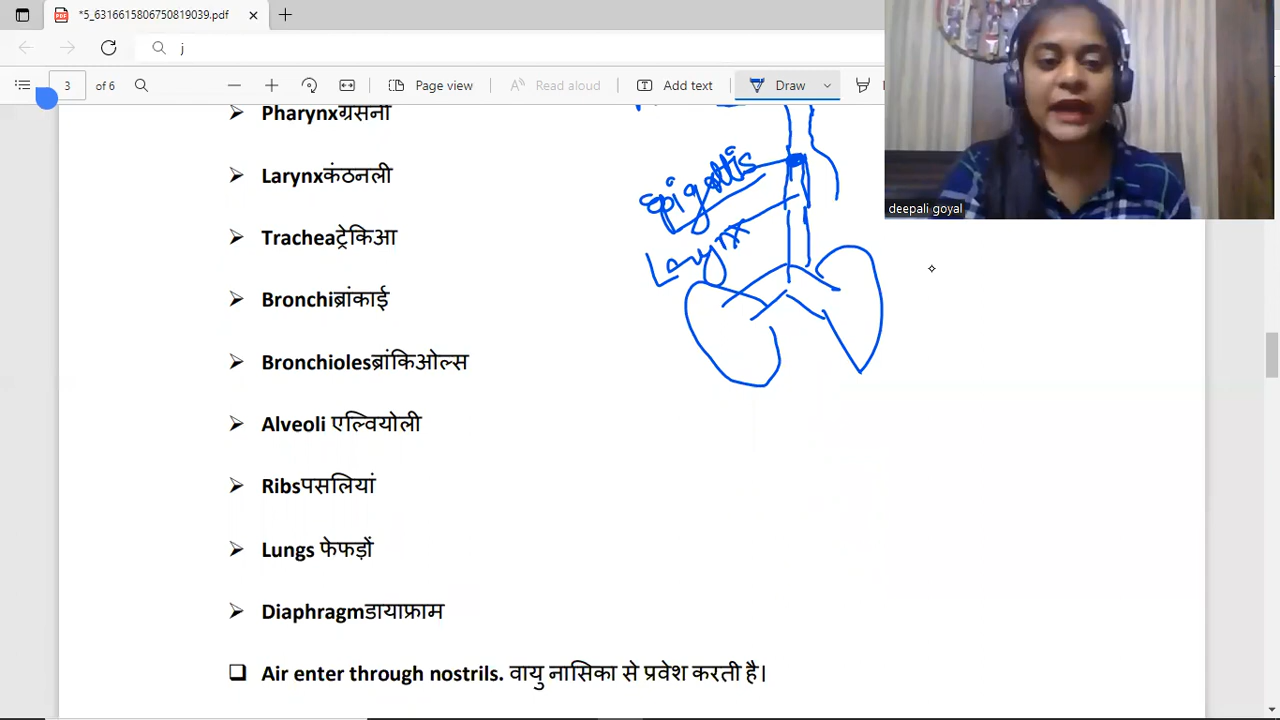 *5_6316615806750819039.pdf
j
3 of 6
Page view
Read aloud
Add text
Draw
Pharynxग्रसनी
Epiglottis
Larynxकंठनली
Larynx
deepali goyal
Tracheaट्रेकिआ
Bronchiब्रांकाई
Bronchiolesब्रांकिओल्स
Alveoli एल्वियोली
Ribsपसलियां
Lungs फेफड़ों
Diaphragmडायाफ्राम
Air enter through nostrils. वायु नासिका से प्रवेश करती है।